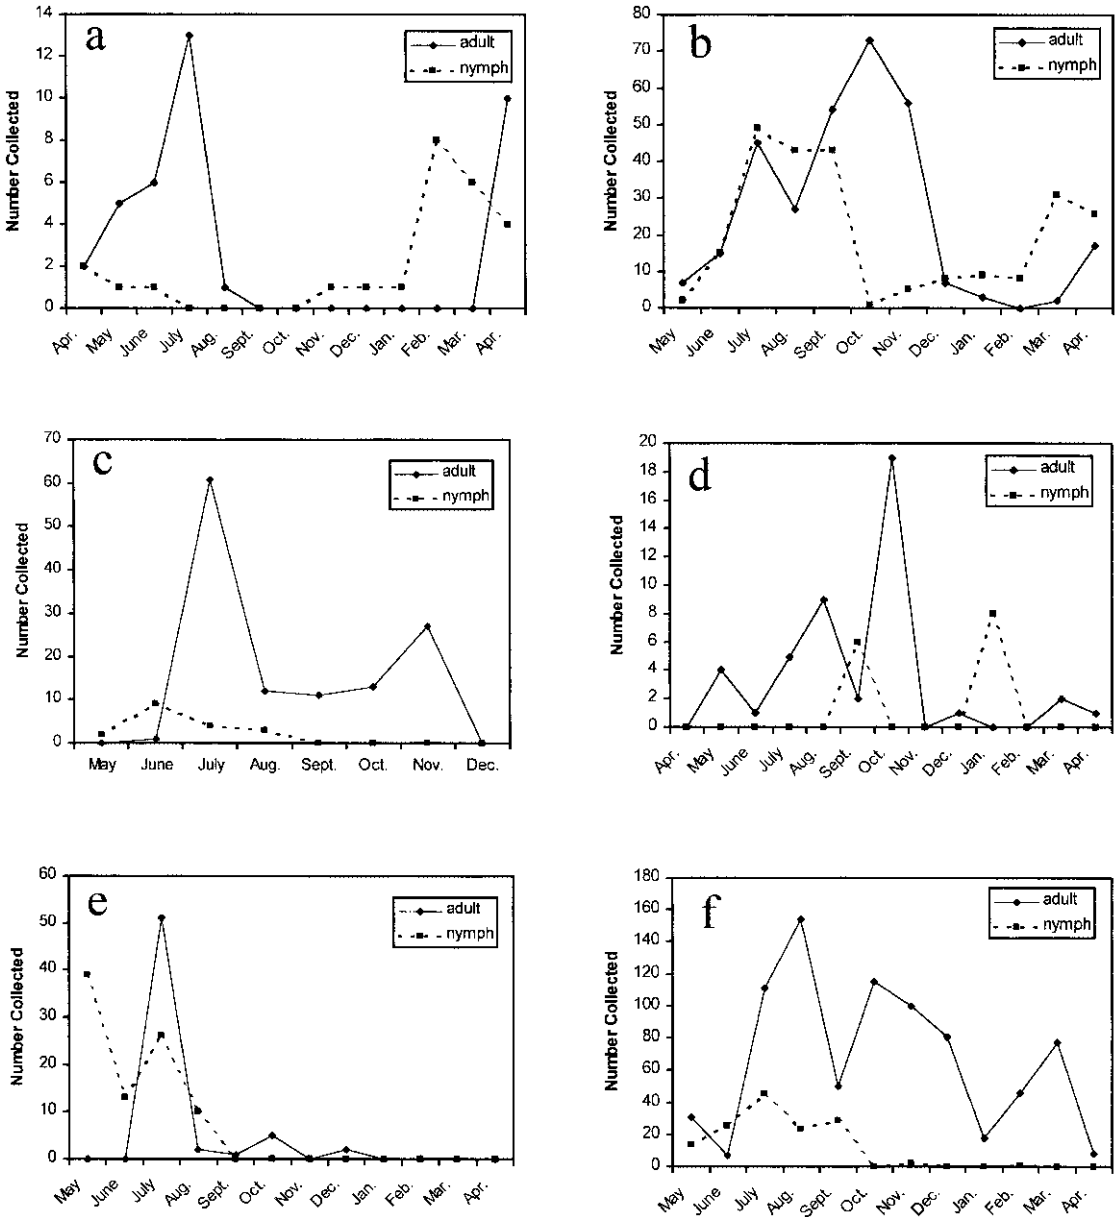 a
14
12
10
8
6
4
2
0
Number Collected
adult
nymph
Apr. May June July Aug. Sept. Oct. Nov. Dec. Jan. Feb. Mar. Apr.
b
80
70
60
50
40
30
20
10
0
Number Collected
adult
nymph
May June July Aug. Sept. Oct. Nov. Dec. Jan. Feb. Mar. Apr.
c
70
60
50
40
30
20
10
0
Number Collected
adult
nymph
May June July Aug. Sept. Oct. Nov. Dec.
d
20
18
16
14
12
10
8
6
4
2
0
Number Collected
adult
nymph
Apr. May June July Aug. Sept. Oct. Nov. Dec. Jan. Feb. Mar. Apr.
e
60
50
40
30
20
10
0
Number Collected
adult
nymph
May June July Aug. Sept. Oct. Nov. Dec. Jan. Feb. Mar. Apr.
f
180
160
140
120
100
80
60
40
20
0
Number Collected
adult
nymph
May June July Aug. Sept. Oct. Nov. Dec. Jan. Feb. Mar. Apr.